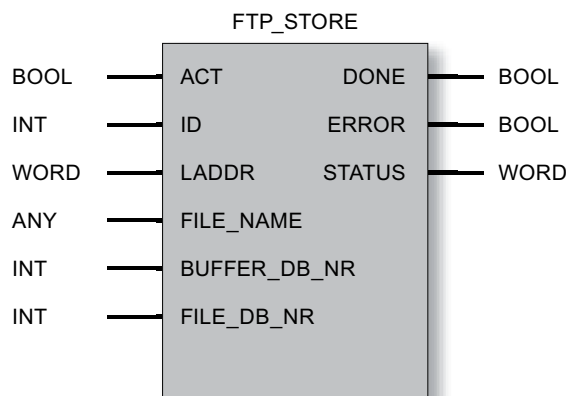 FTP_STORE
BOOL ACT DONE BOOL
INT ID ERROR BOOL
WORD LADDR STATUS WORD
ANY FILE_NAME
INT BUFFER_DB_NR
INT FILE_DB_NR